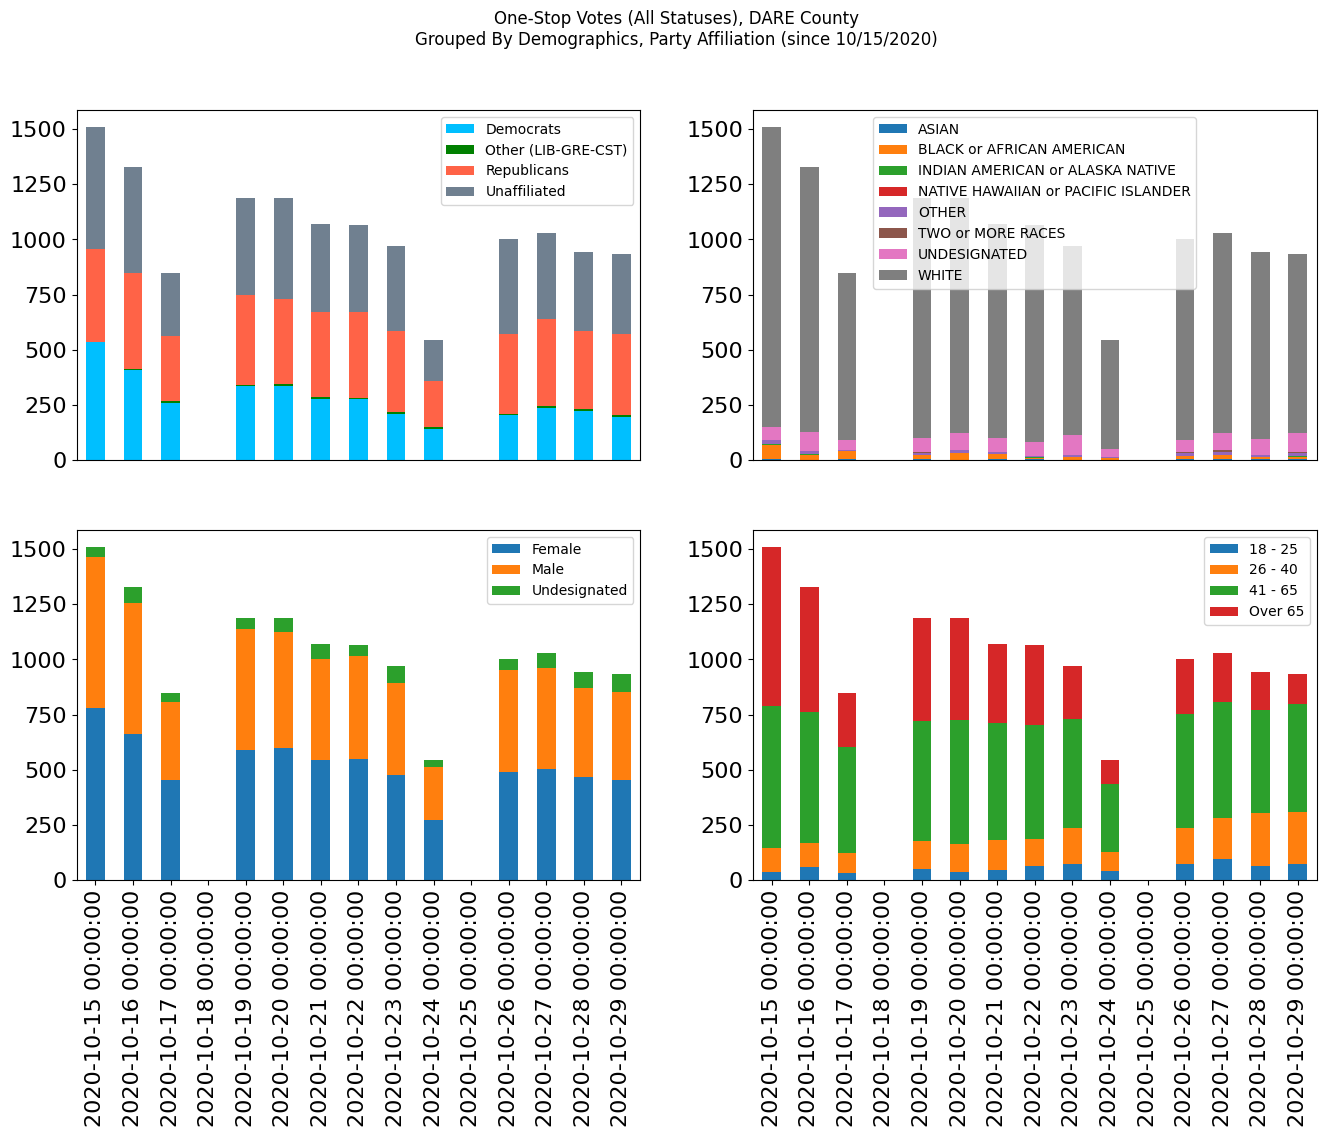 One-Stop Votes (All Statuses), DARE County
Grouped By Demographics, Party Affiliation (since 10/15/2020)
1500
1250
1000
750
500
250
0
Democrats
Other (LIB-GRE-CST)
Republicans
Unaffiliated
1500
1250
1000
750
500
250
0
ASIAN
BLACK or AFRICAN AMERICAN
INDIAN AMERICAN or ALASKA NATIVE
NATIVE HAWAIIAN or PACIFIC ISLANDER
OTHER
TWO or MORE RACES
UNDESIGNATED
WHITE
1500
1250
1000
750
500
250
0
Female
Male
Undesignated
2020-10-15 00:00:00
2020-10-16 00:00:00
2020-10-17 00:00:00
2020-10-18 00:00:00
2020-10-19 00:00:00
2020-10-20 00:00:00
2020-10-21 00:00:00
2020-10-22 00:00:00
2020-10-23 00:00:00
2020-10-24 00:00:00
2020-10-25 00:00:00
2020-10-26 00:00:00
2020-10-27 00:00:00
2020-10-28 00:00:00
2020-10-29 00:00:00
1500
1250
1000
750
500
250
0
18 - 25
26 - 40
41 - 65
Over 65
2020-10-15 00:00:00
2020-10-16 00:00:00
2020-10-17 00:00:00
2020-10-18 00:00:00
2020-10-19 00:00:00
2020-10-20 00:00:00
2020-10-21 00:00:00
2020-10-22 00:00:00
2020-10-23 00:00:00
2020-10-24 00:00:00
2020-10-25 00:00:00
2020-10-26 00:00:00
2020-10-27 00:00:00
2020-10-28 00:00:00
2020-10-29 00:00:00